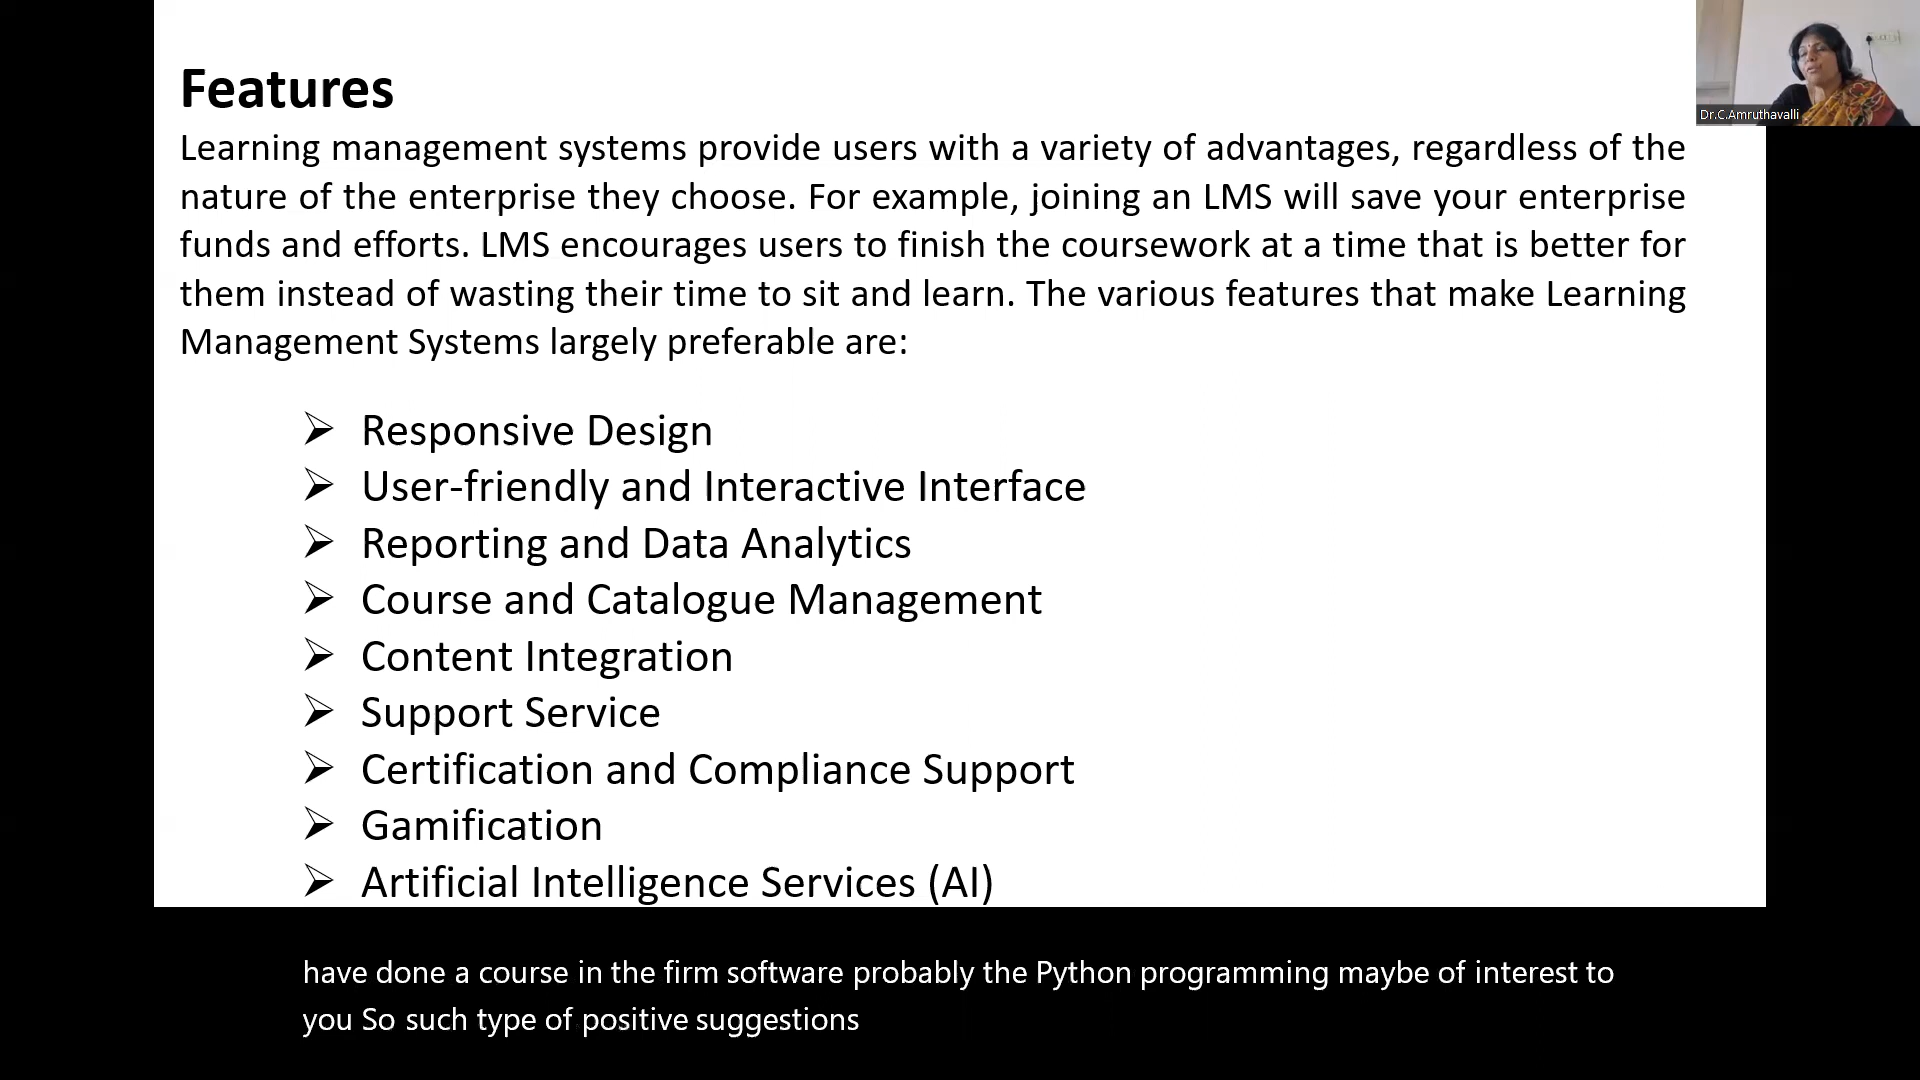 Features
Learning management systems provide users with a variety of advantages, regardless of the
nature of the enterprise they choose. For example, joining an LMS will save your enterprise
funds and efforts. LMS encourages users to finish the coursework at a time that is better for
them instead of wasting their time to sit and learn. The various features that make Learning
Management Systems largely preferable are:
➢ Responsive Design
➢ User-friendly and Interactive Interface
➢ Reporting and Data Analytics
➢ Course and Catalogue Management
➢ Content Integration
➢ Support Service
➢ Certification and Compliance Support
➢ Gamification
➢ Artificial Intelligence Services (AI)
Dr.C.Amruthavalli
have done a course in the firm software probably the Python programming maybe of interest to
you So such type of positive suggestions